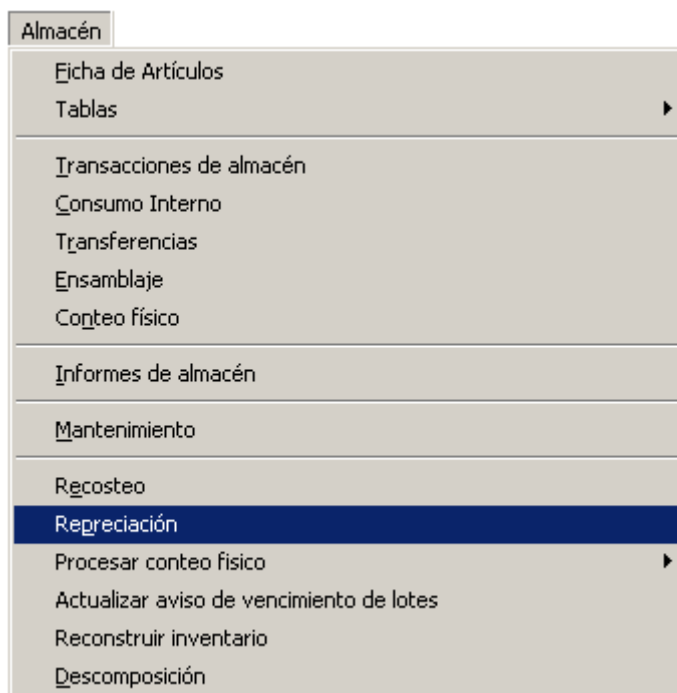 Almacén
Ficha de Artículos
Tablas
Transacciones de almacén
Consumo Interno
Transferencias
Ensamblaje
Conteo físico
Informes de almacén
Mantenimiento
Recosteo
Repreciación
Procesar conteo fisico
Actualizar aviso de vencimiento de lotes
Reconstruir inventario
Descomposición